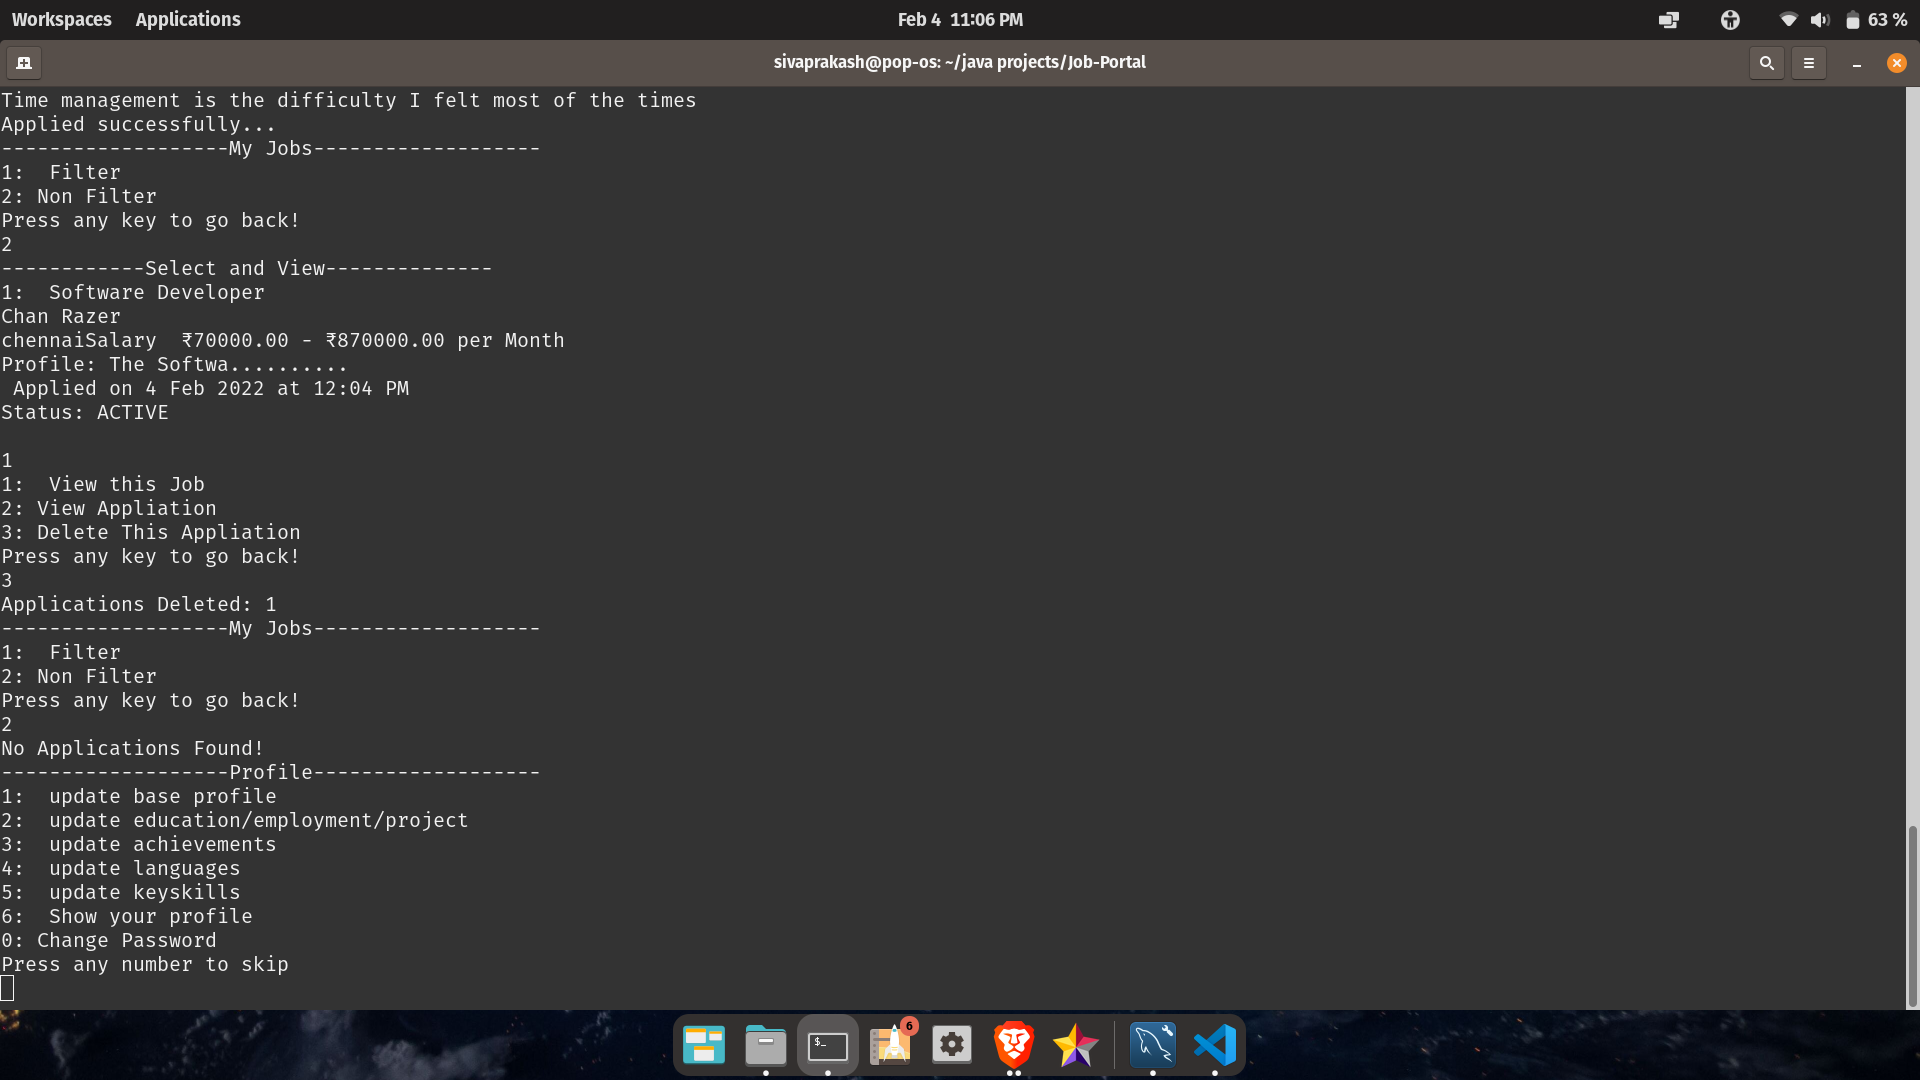 Workspaces Applications Feb 4 11:06 PM 63 %
sivaprakash@pop-os: ~/java projects/Job-Portal
Time management is the difficulty I felt most of the times
Applied successfully...
-------------------My Jobs-------------------
1:  Filter
2: Non Filter
Press any key to go back!
2
------------Select and View--------------
1:  Software Developer
Chan Razer
chennaiSalary  ₹70000.00 - ₹870000.00 per Month
Profile: The Softwa..........
 Applied on 4 Feb 2022 at 12:04 PM
Status: ACTIVE
1
1:  View this Job
2: View Appliation
3: Delete This Appliation
Press any key to go back!
3
Applications Deleted: 1
-------------------My Jobs-------------------
1:  Filter
2: Non Filter
Press any key to go back!
2
No Applications Found!
-------------------Profile-------------------
1:  update base profile
2:  update education/employment/project
3:  update achievements
4:  update languages
5:  update keyskills
6:  Show your profile
0: Change Password
Press any number to skip
$_
6